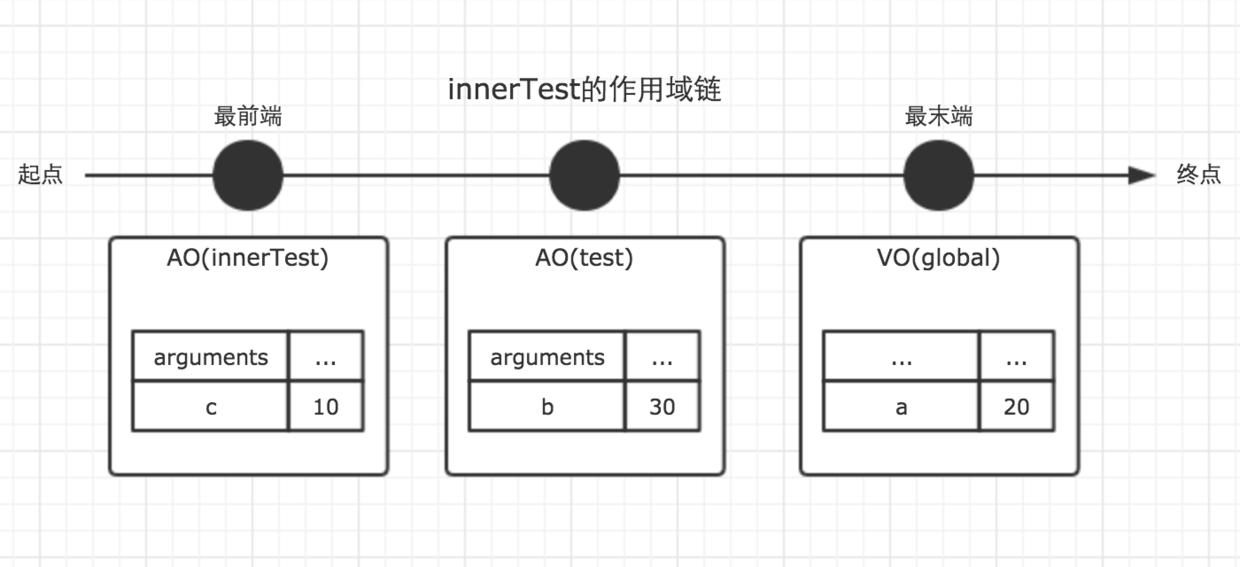 innerTest的作用域链
最前端
最末端
起点
终点
AO(innerTest)
AO(test)
VO(global)
arguments ...
arguments ...
... ...
c 10
b 30
a 20